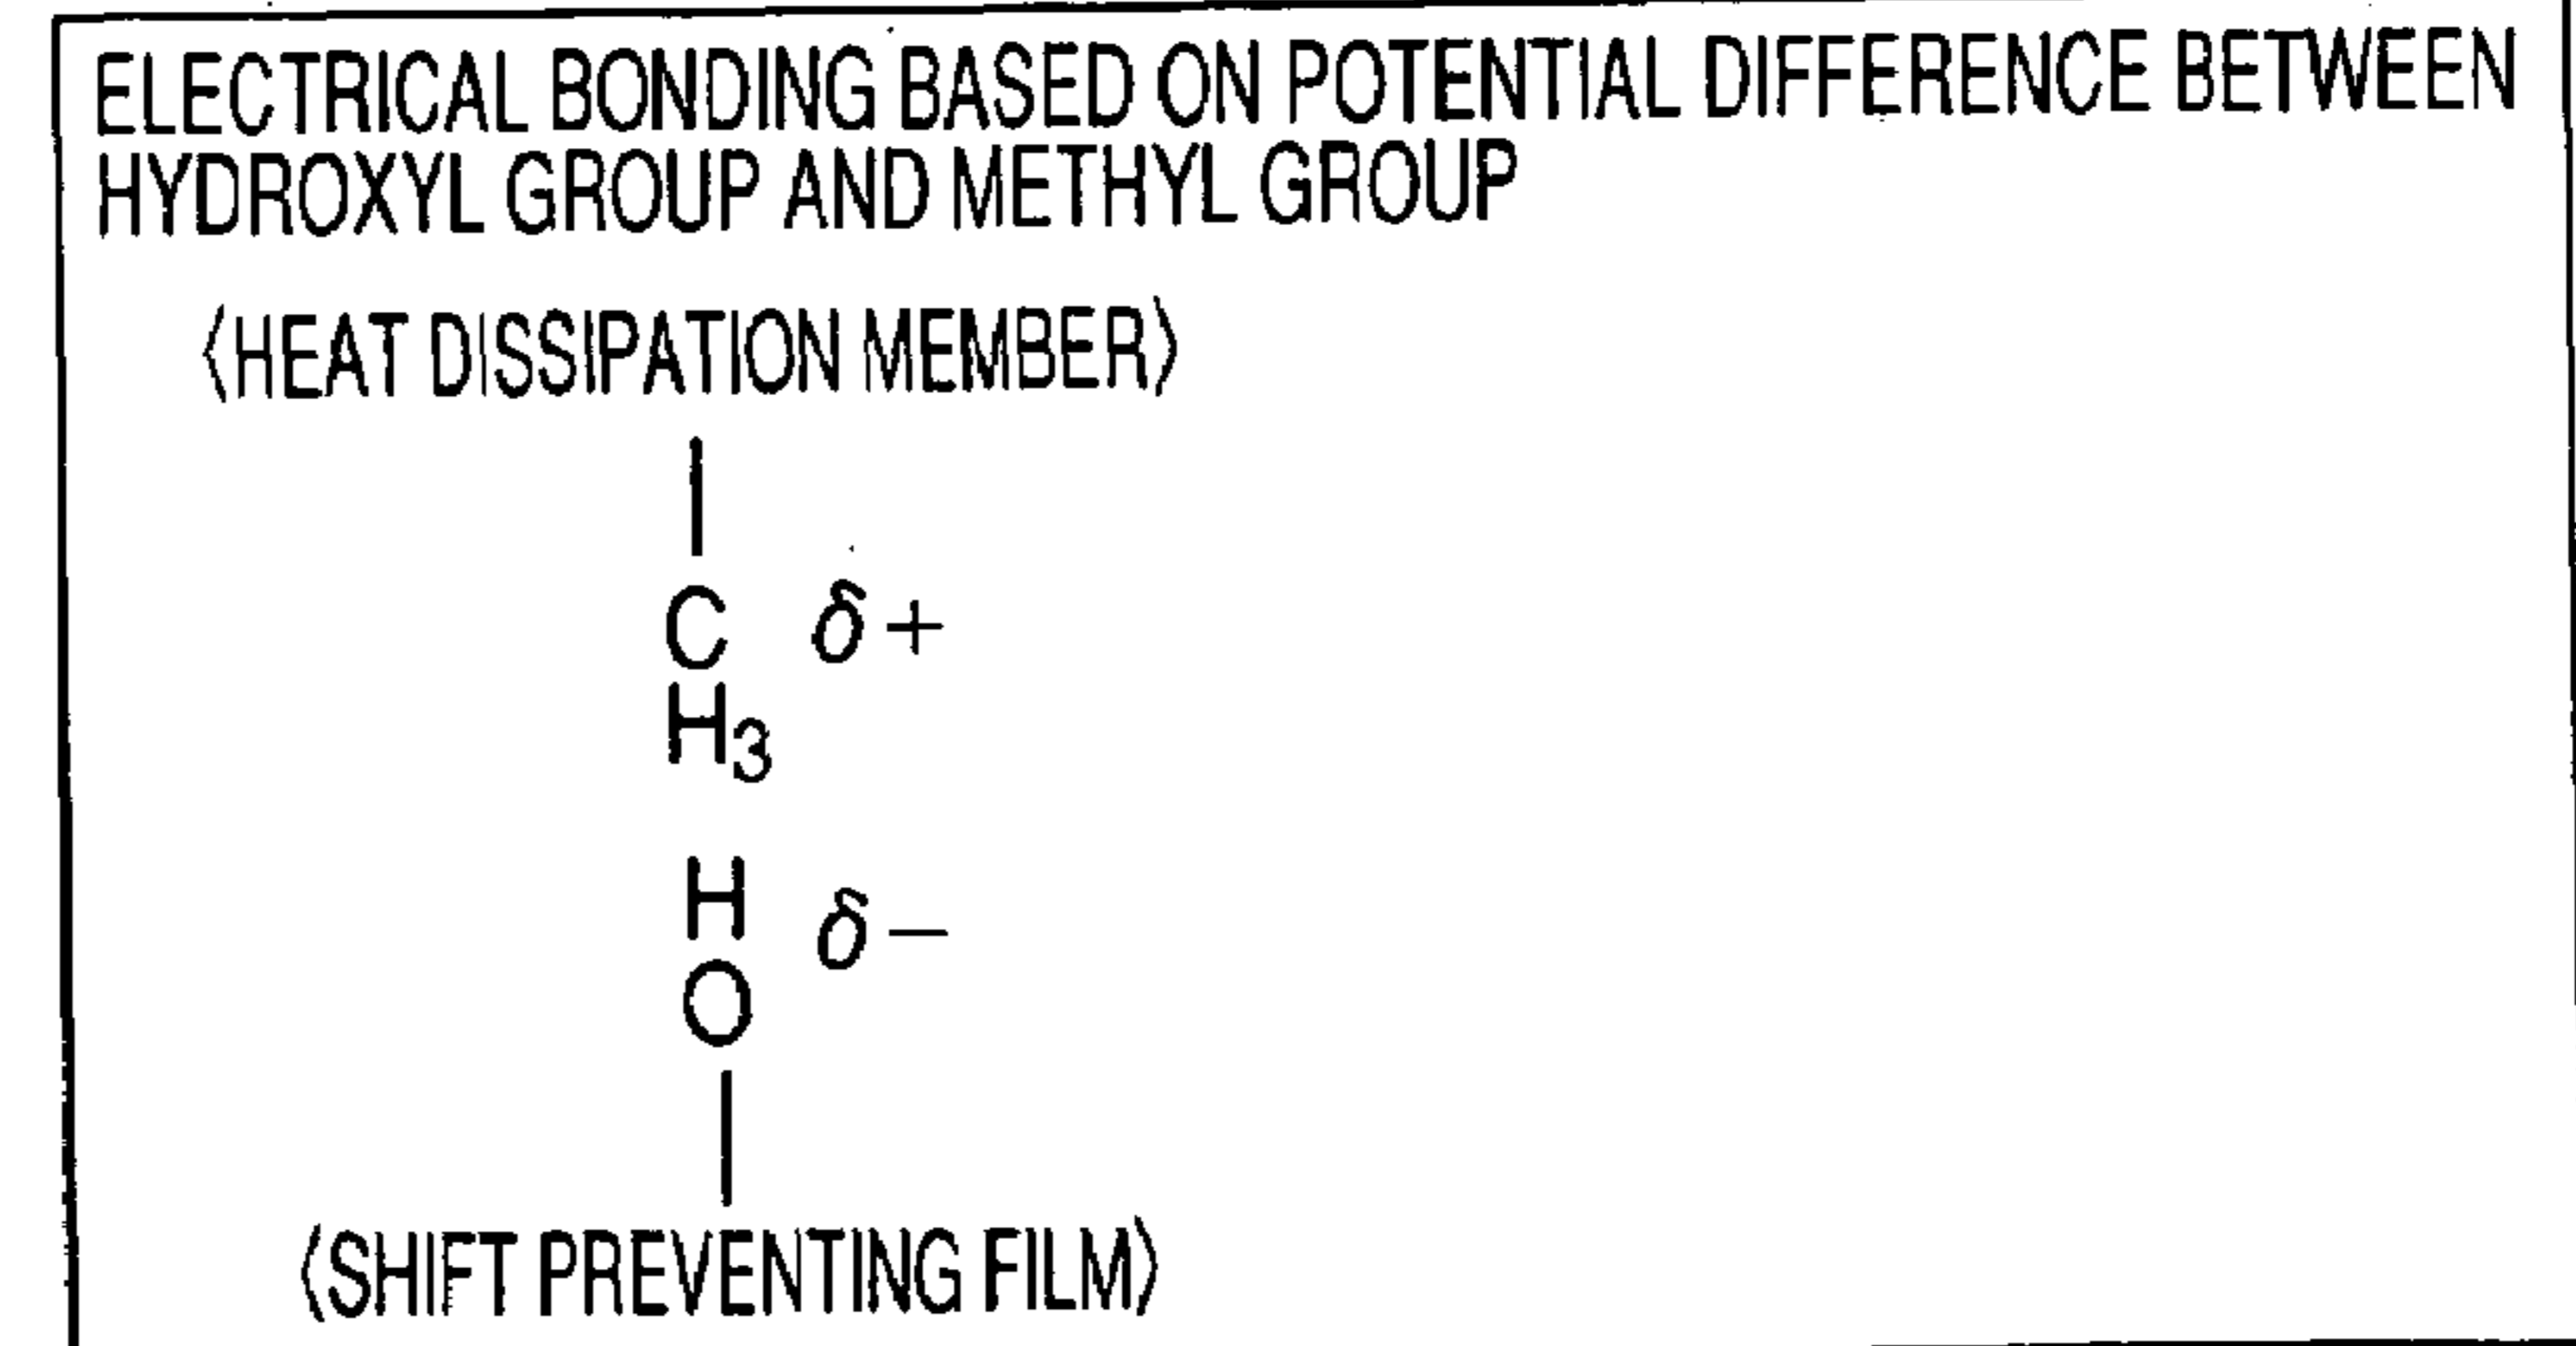 ELECTRICAL BONDING BASED ON POTENTIAL DIFFERENCE BETWEEN
HYDROXYL GROUP AND METHYL GROUP
〈HEAT DISSIPATION MEMBER〉
C δ+
H3
H δ−
O
〈SHIFT PREVENTING FILM〉